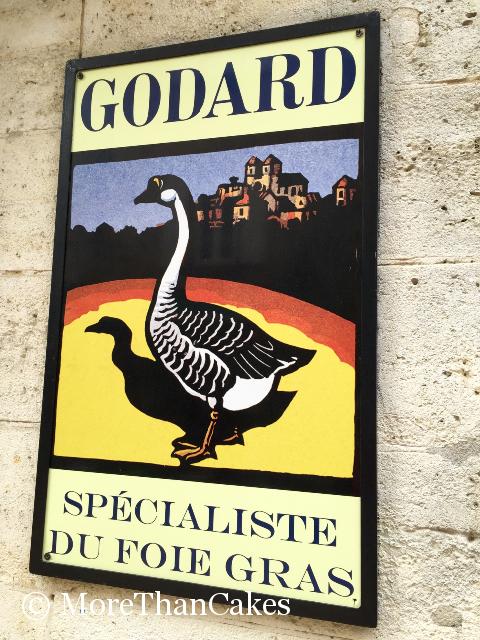 GODARD
SPÉCIALISTE
DU FOIE GRAS
© MoreThanCakes